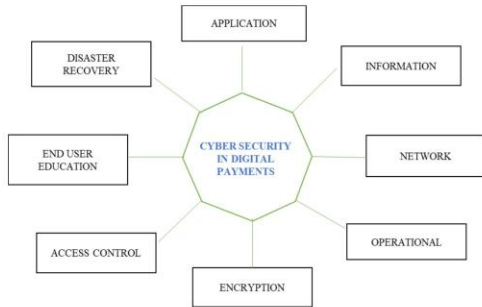 APPLICATION
DISASTER
RECOVERY
INFORMATION
CYBER SECURITY
IN DIGITAL
PAYMENTS
END USER
EDUCATION
NETWORK
ACCESS CONTROL
OPERATIONAL
ENCRYPTION